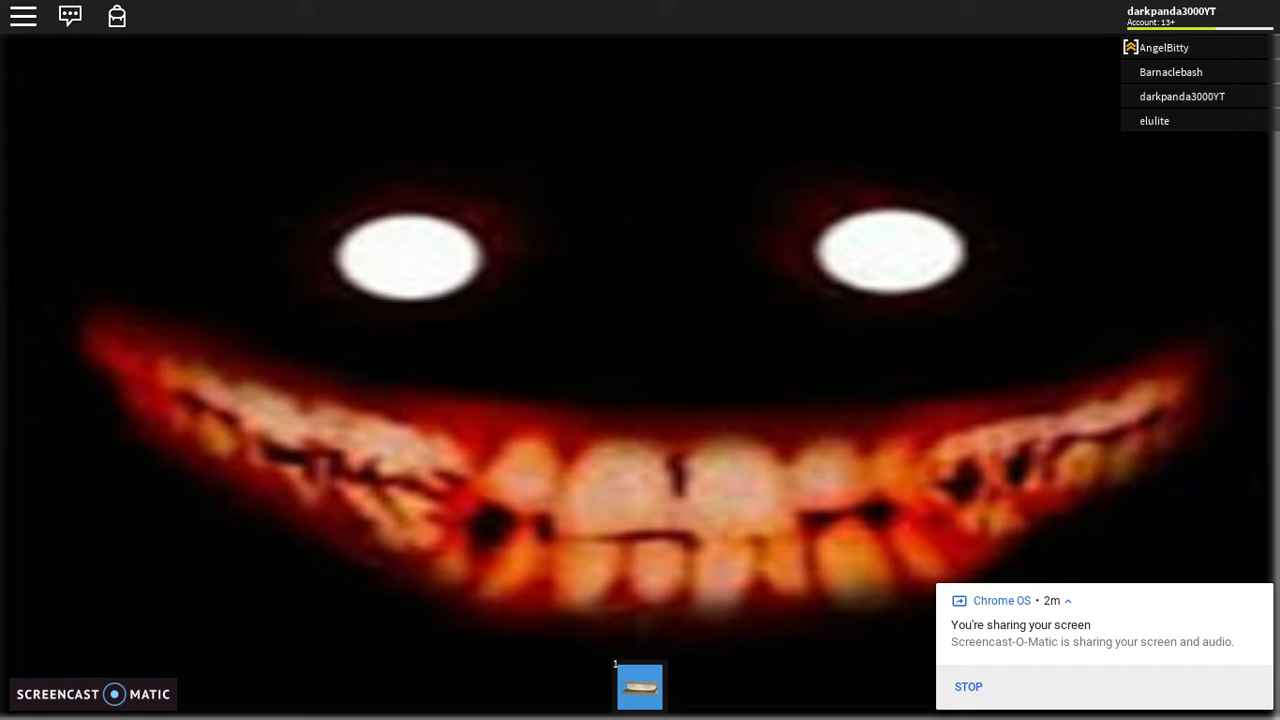 darkpanda3000YT
Account: 13+
AngelBitty
Barnaclebash
darkpanda3000YT
elulite
Chrome OS • 2m
You're sharing your screen
Screencast-O-Matic is sharing your screen and audio.
STOP
1
SCREENCAST MATIC